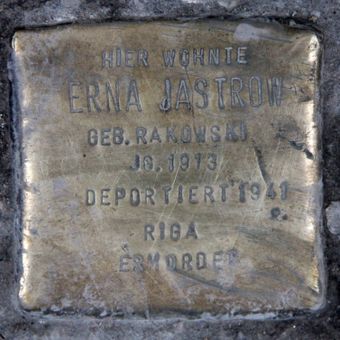 HIER WOHNTE
ERNA JASTROW
GEB. RAKOWSKI
JG. 1913
DEPORTIERT 1941
RIGA
ERMORDET